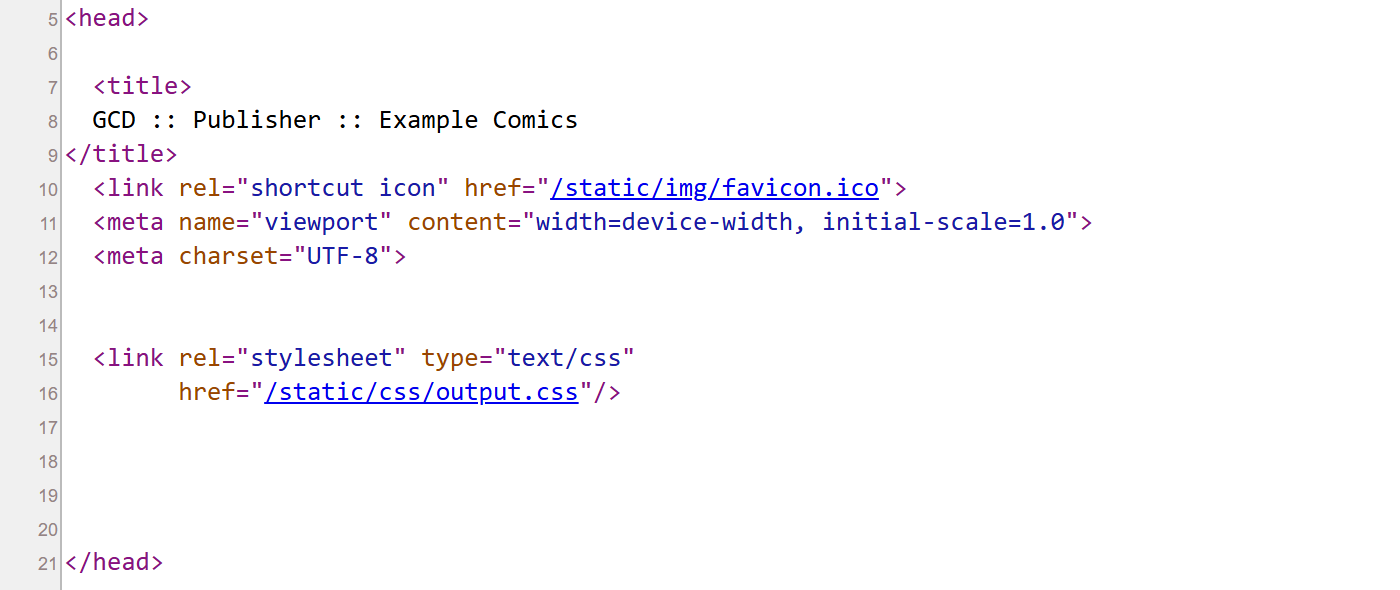 5 <head>
6
7   <title>
8   GCD :: Publisher :: Example Comics
9 </title>
10   <link rel="shortcut icon" href="/static/img/favicon.ico">
11   <meta name="viewport" content="width=device-width, initial-scale=1.0">
12   <meta charset="UTF-8">
13
14
15   <link rel="stylesheet" type="text/css"
16         href="/static/css/output.css"/>
17
18
19
20
21 </head>